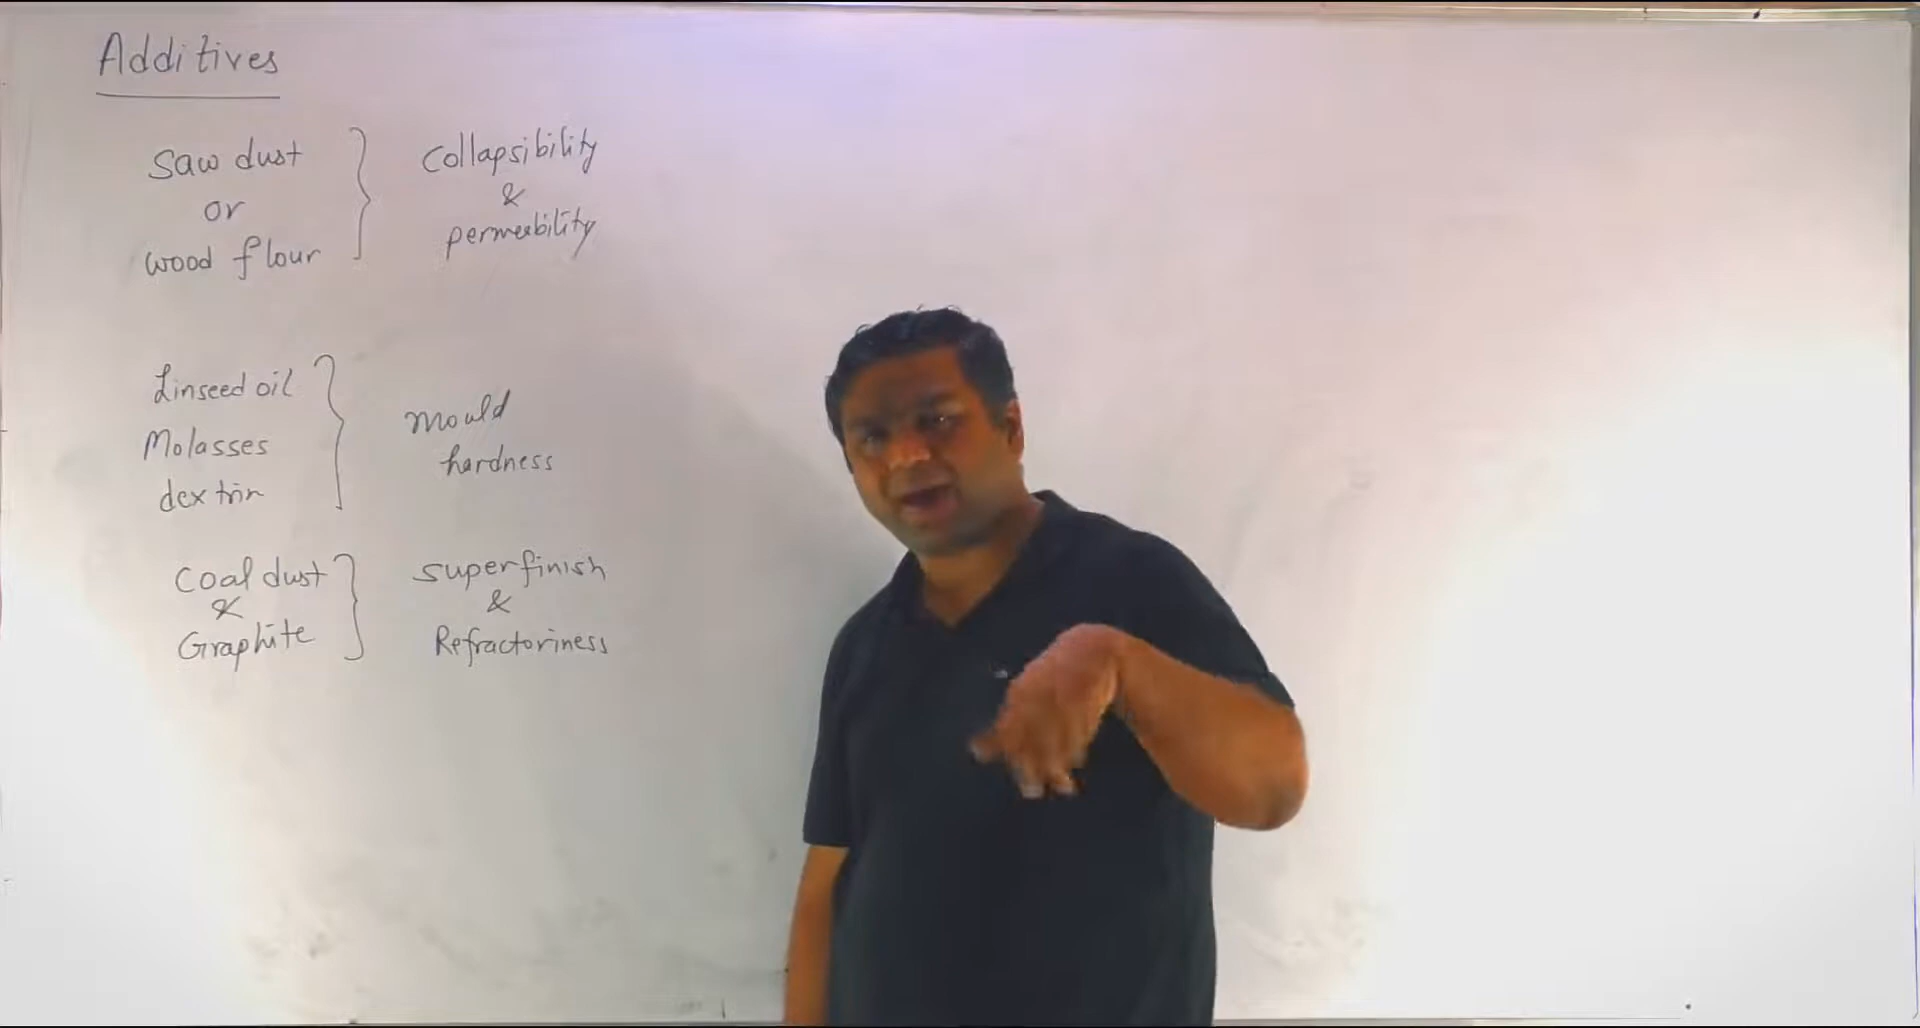 Additives
Saw dust
or
wood flour
Collapsibility
&
permeability
Linseed oil
Molasses
dextrin
Mould
hardness
Coal dust
&
Graphite
superfinish
&
Refractoriness